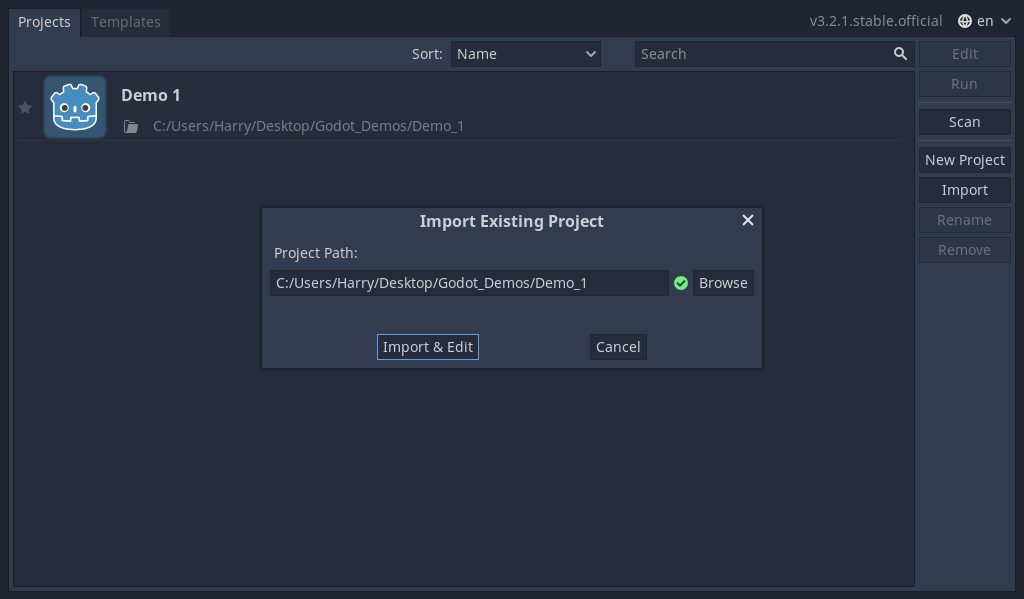 Projects
Templates
v3.2.1.stable.official
en
Sort:
Name
Search
Edit
Run
Scan
New Project
Import
Rename
Remove
Demo 1
C:/Users/Harry/Desktop/Godot_Demos/Demo_1
Import Existing Project
Project Path:
C:/Users/Harry/Desktop/Godot_Demos/Demo_1
Browse
Import & Edit
Cancel